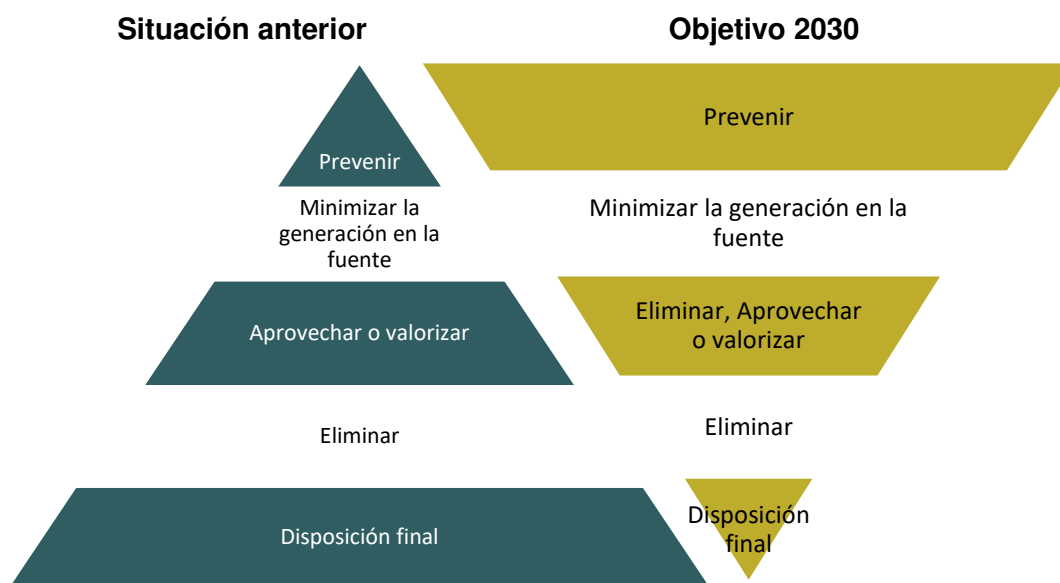 Situación anterior
Prevenir
Minimizar la
generación en la
fuente
Aprovechar o valorizar
Eliminar
Disposición final
Objetivo 2030
Prevenir
Minimizar la generación en la
fuente
Eliminar, Aprovechar
o valorizar
Eliminar
Disposición
final